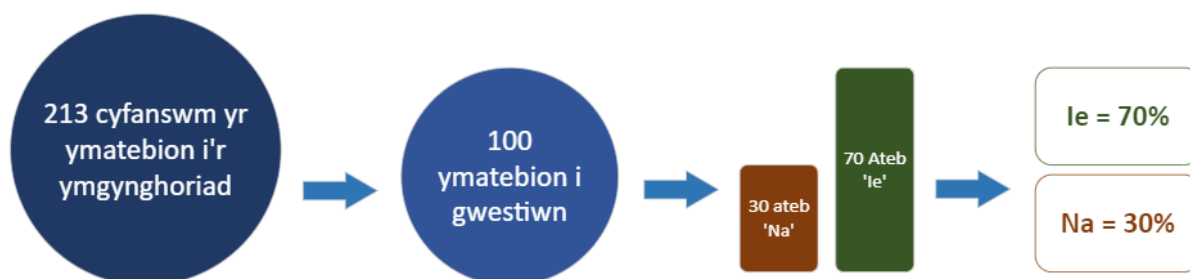 213 cyfanswm yr
ymatebion i'r
ymgynghoriad
100
ymatebion i
gwestiwn
30 ateb
'Na'
70 Ateb
'Ie'
Ie = 70%
Na = 30%